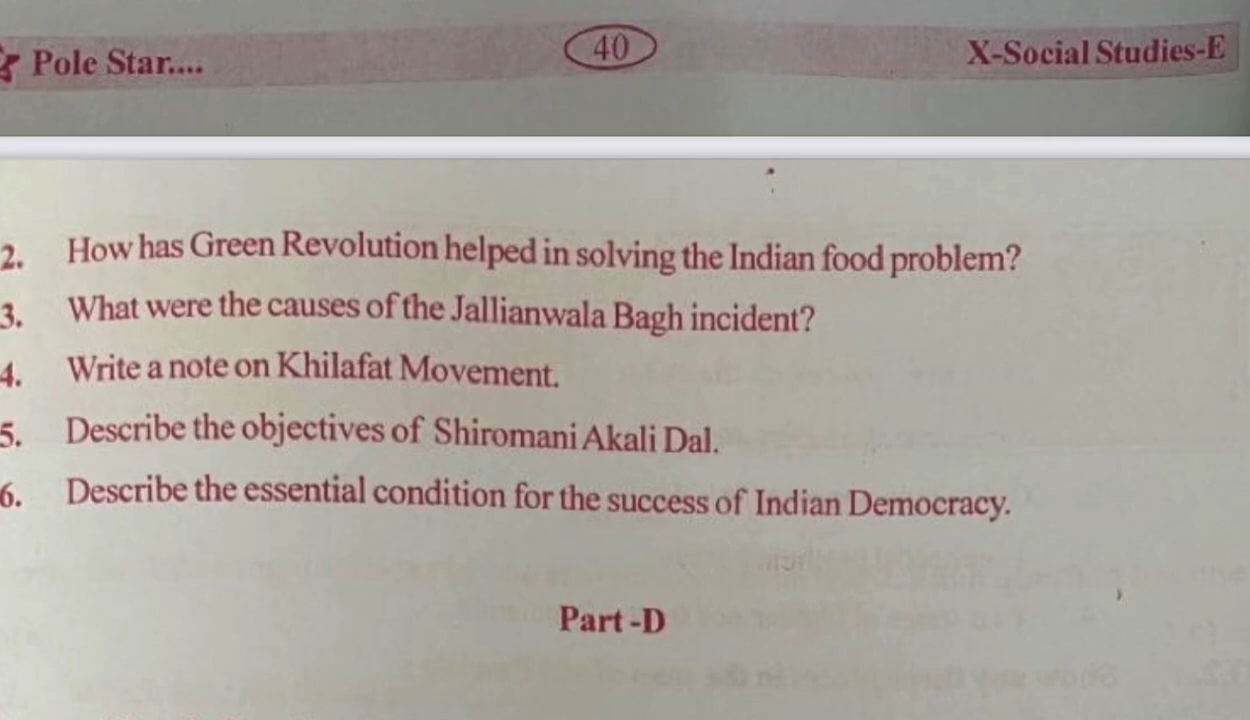 Pole Star....
40
X-Social Studies-E
2. How has Green Revolution helped in solving the Indian food problem?
3. What were the causes of the Jallianwala Bagh incident?
4. Write a note on Khilafat Movement.
5. Describe the objectives of Shiromani Akali Dal.
6. Describe the essential condition for the success of Indian Democracy.
Part -D